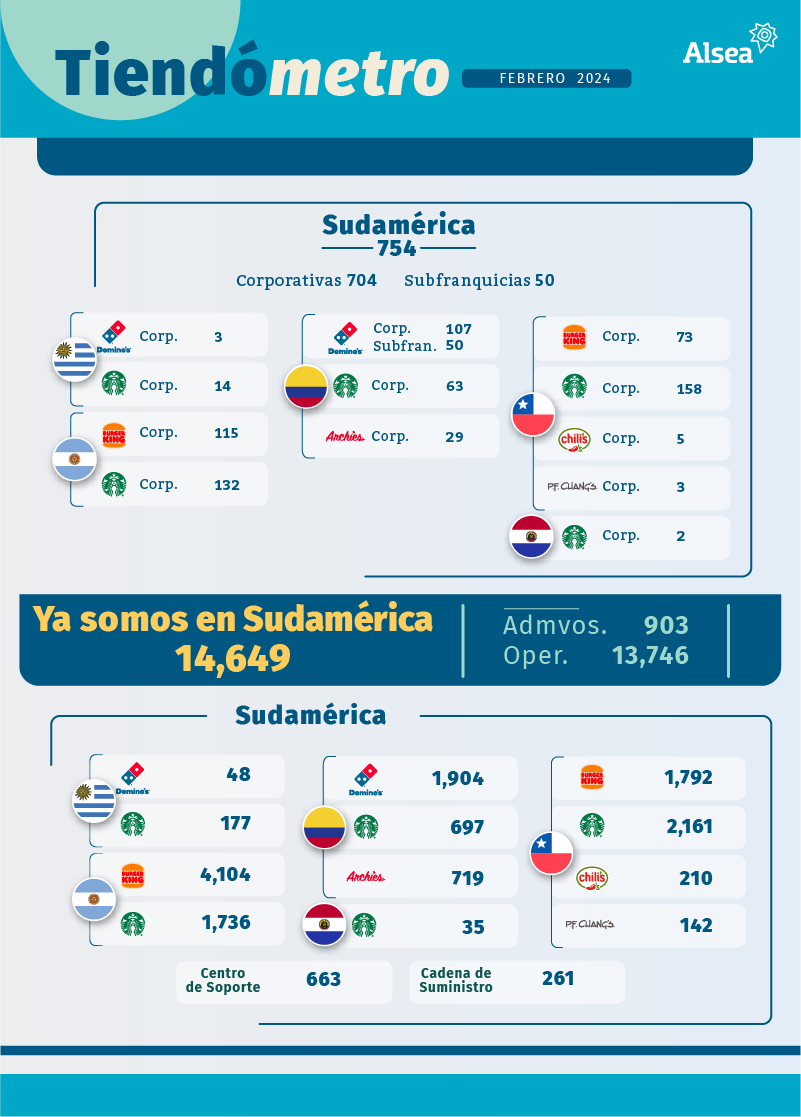 Tiendómetro
FEBRERO 2024
Alsea
Sudamérica
754
Corporativas 704 Subfranquicias 50
Domino's Corp. 3
Corp. 14
BURGER KING Corp. 115
Corp. 132
Domino's Corp. 107
Subfran. 50
Corp. 63
Archies Corp. 29
BURGER KING Corp. 73
Corp. 158
chili's Corp. 5
P.F. CHANG'S Corp. 3
Corp. 2
Ya somos en Sudamérica
14,649
Admvos. 903
Oper. 13,746
Sudamérica
Domino's 48
177
BURGER KING 4,104
1,736
Domino's 1,904
697
Archies 719
35
BURGER KING 1,792
2,161
chili's 210
P.F. CHANG'S 142
Centro
de Soporte 663
Cadena de
Suministro 261